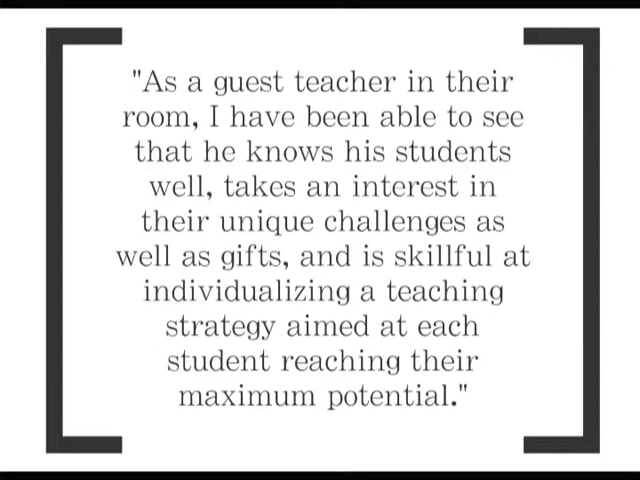 "As a guest teacher in their
room, I have been able to see
that he knows his students
well, takes an interest in
their unique challenges as
well as gifts, and is skillful at
individualizing a teaching
strategy aimed at each
student reaching their
maximum potential."